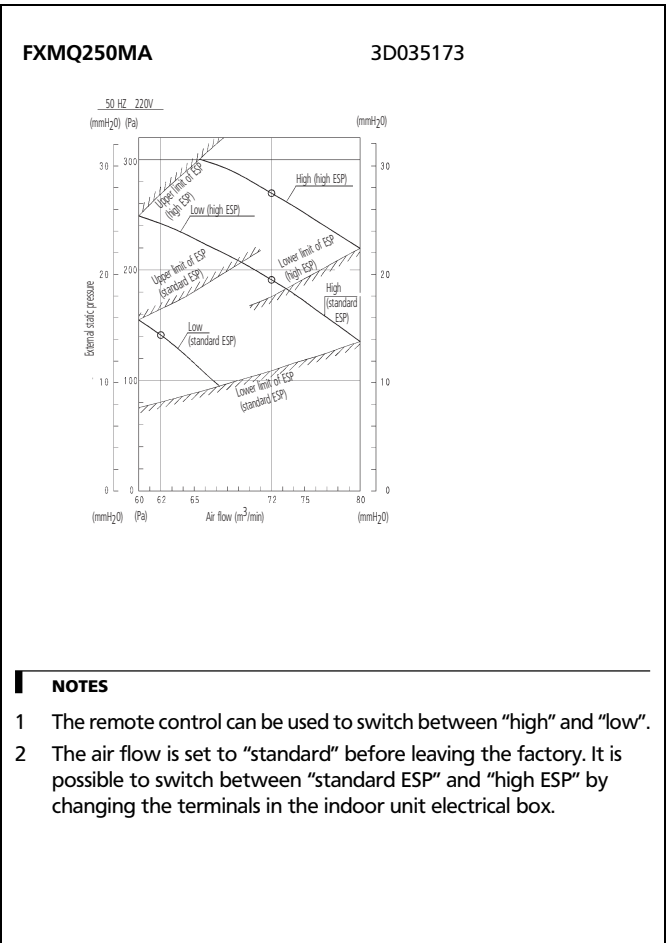 FXMQ250MA 3D035173
50 HZ 220V
(mmH2O) (Pa) (mmH2O)
30 300 30
Upper limit of ESP
(high ESP)
High (high ESP)
Low (high ESP)
Lower limit of ESP
(high ESP)
Upper limit of ESP
(standard ESP)
20 200 20
High
(standard
ESP)
External static pressure
Low
(standard ESP)
10 100 10
Lower limit of ESP
(standard ESP)
0 0 0
60 62 65 72 75 80
(mmH2O) (Pa) Air flow (m3/min) (mmH2O)
NOTES
1 The remote control can be used to switch between “high” and “low”.
2 The air flow is set to “standard” before leaving the factory. It is
possible to switch between “standard ESP” and “high ESP” by
changing the terminals in the indoor unit electrical box.